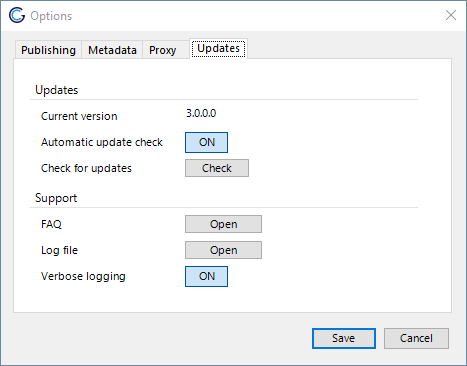 Options
Publishing Metadata Proxy Updates
Updates
Current version 3.0.0.0
Automatic update check ON
Check for updates Check
Support
FAQ Open
Log file Open
Verbose logging ON
Save Cancel